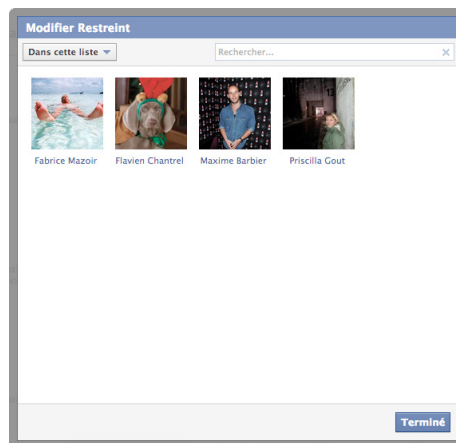 Modifier Restreint
Dans cette liste
Rechercher...
Fabrice Mazoir
Flavien Chantrel
Maxime Barbier
Priscilla Gout
Terminé